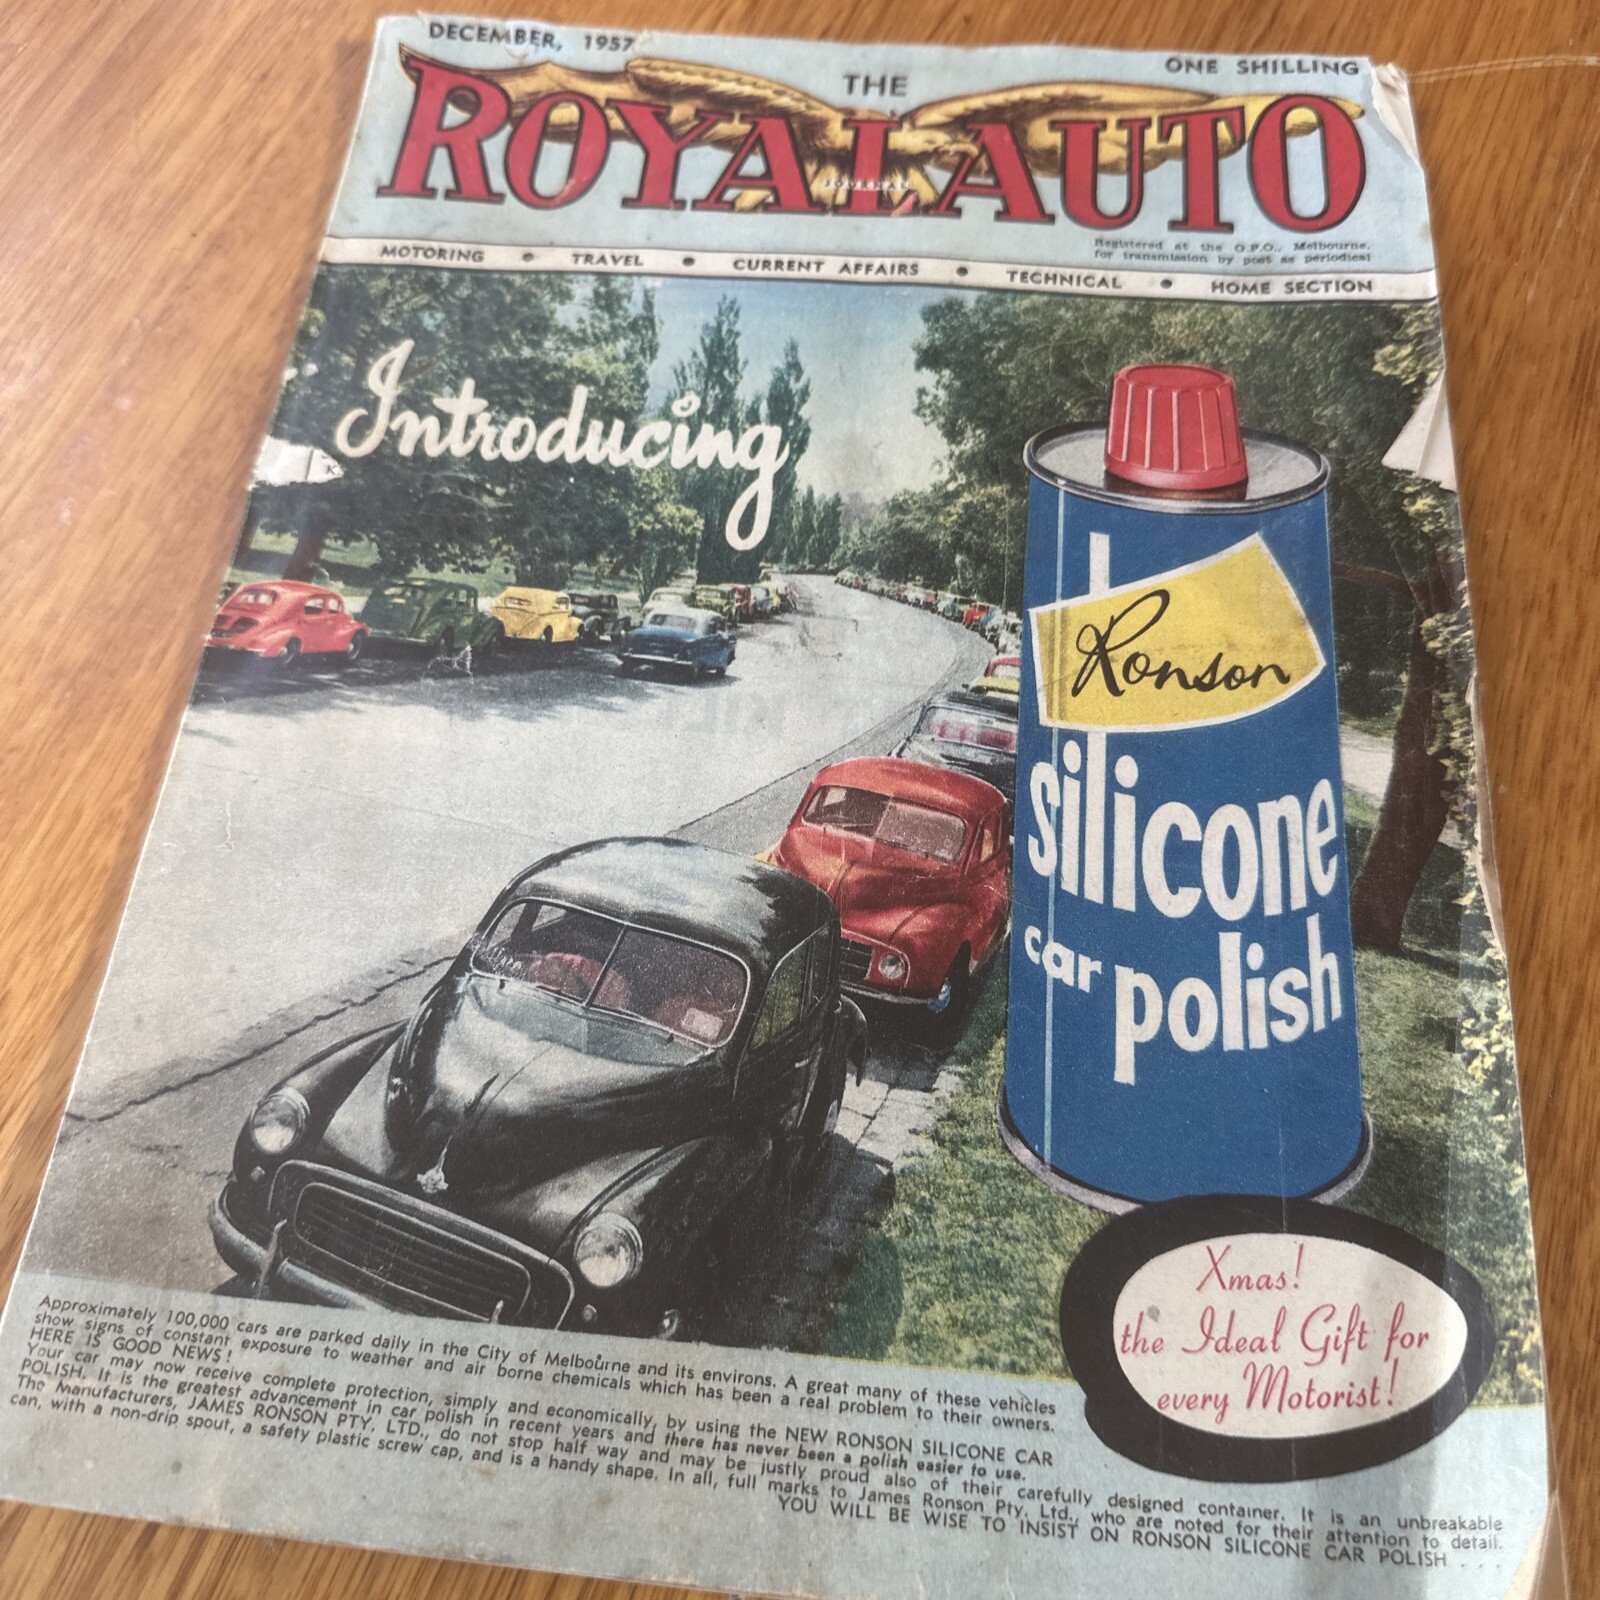 DECEMBER, 1957
ONE SHILLING
THE
ROYALAUTO
JOURNAL
Registered at the G.P.O., Melbourne,
for transmission by post as periodical
MOTORING • TRAVEL • CURRENT AFFAIRS • TECHNICAL • HOME SECTION
Introducing
Ronson
silicone
car polish
Xmas!
the Ideal Gift for
every Motorist!
Approximately 100,000 cars are parked daily in the City of Melbourne and its environs. A great many of these vehicles
show signs of constant exposure to weather and air borne chemicals which has been a real problem to their owners.
HERE IS GOOD NEWS!
Your car may now receive complete protection, simply and economically, by using the NEW RONSON SILICONE CAR
POLISH. It is the greatest advancement in car polish in recent years and there has never been a polish easier to use.
The Manufacturers, JAMES RONSON PTY. LTD., do not stop half way and may be justly proud also of their carefully designed container. It is an unbreakable
can, with a non-drip spout, a safety plastic screw cap, and is a handy shape. In all, full marks to James Ronson Pty. Ltd., who are noted for their attention to detail.
YOU WILL BE WISE TO INSIST ON RONSON SILICONE CAR POLISH . . .